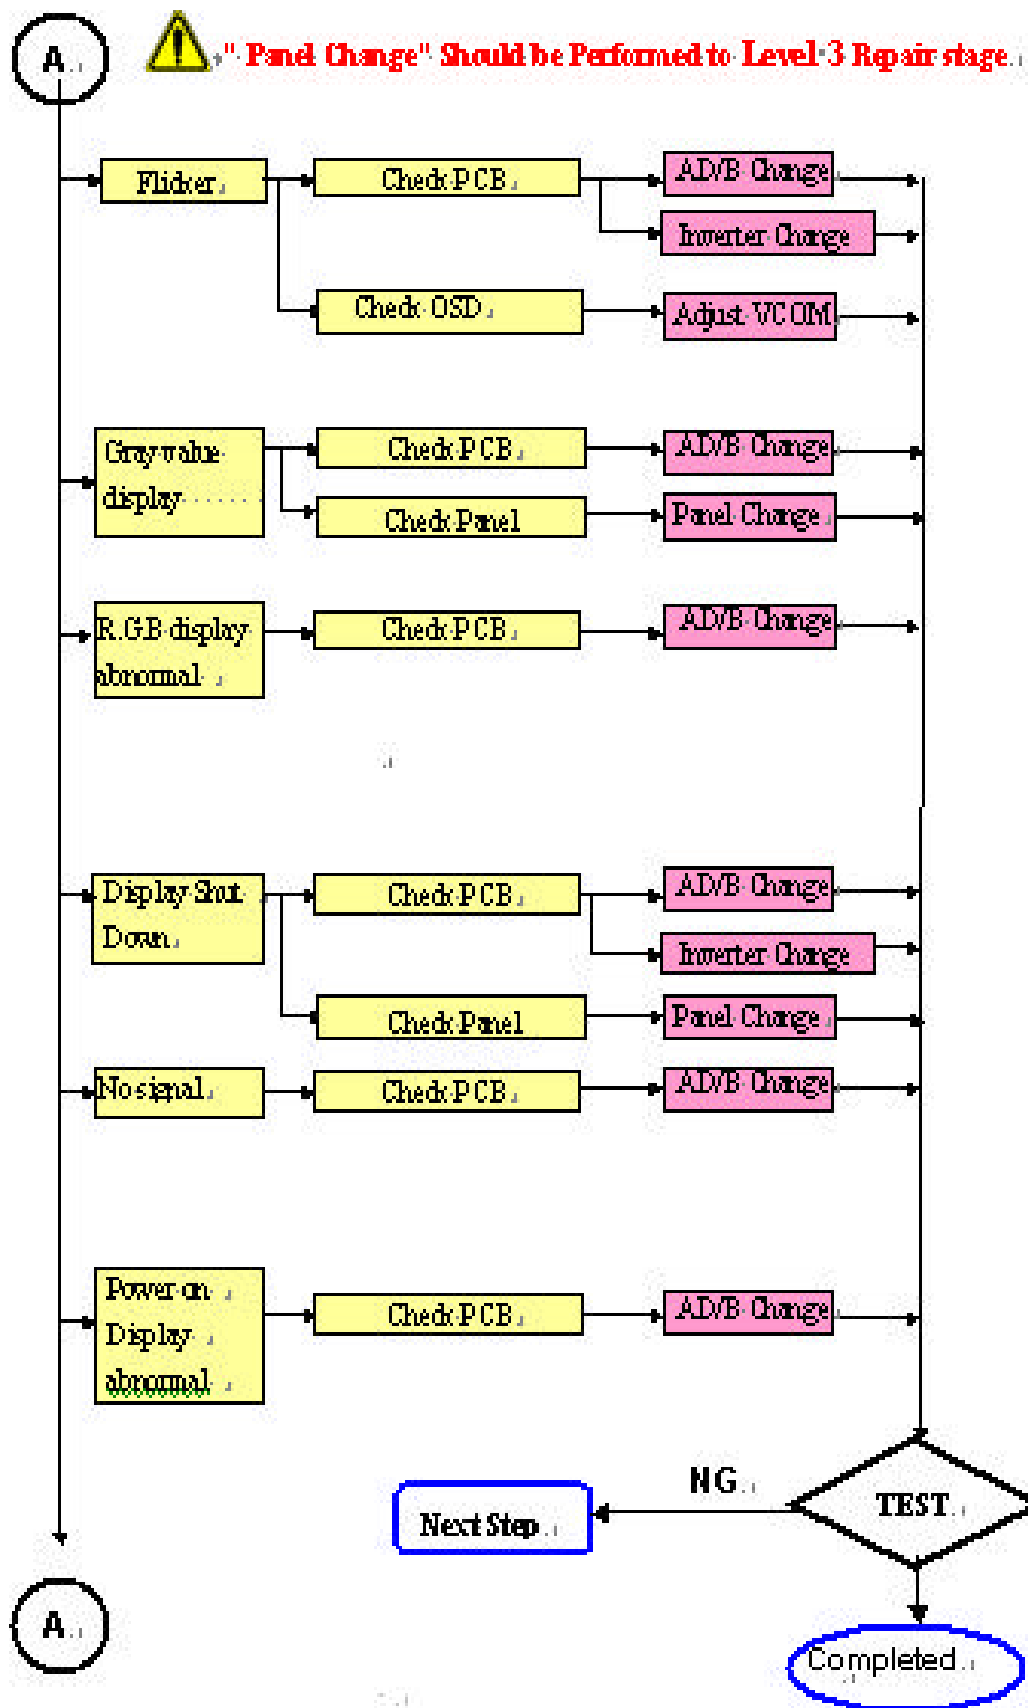 A
" Panel Change" Should be Performed to Level 3 Repair stage
Flicker
Check PCB
AD/B Change
Inverter Change
Check OSD
Adjust VCOM
Gray value
display
Check PCB
AD/B Change
Check Panel
Panel Change
R.G.B display
abnormal
Check PCB
AD/B Change
Display Shut
Down
Check PCB
AD/B Change
Inverter Change
Check Panel
Panel Change
No signal
Check PCB
AD/B Change
Power on
Display
abnormal
Check PCB
AD/B Change
NG
TEST
Next Step
A
Completed